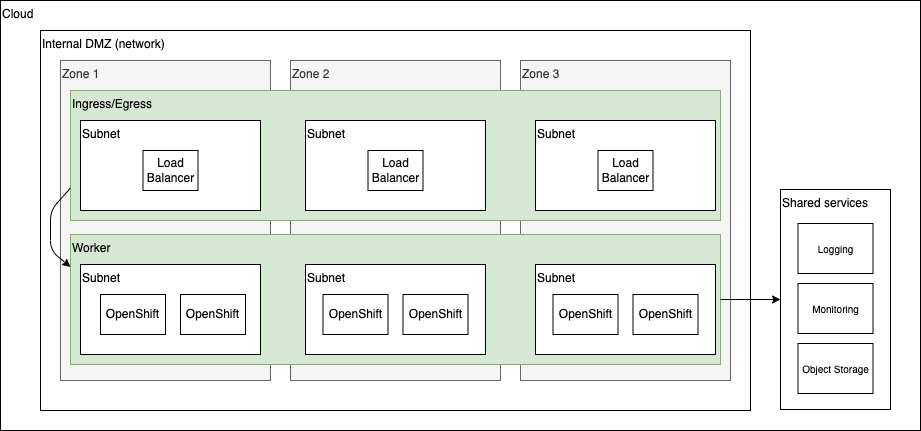 Cloud
Internal DMZ (network)
Zone 1
Zone 2
Zone 3
Ingress/Egress
Subnet
Load
Balancer
Subnet
Load
Balancer
Subnet
Load
Balancer
Worker
Subnet
OpenShift
OpenShift
Subnet
OpenShift
OpenShift
Subnet
OpenShift
OpenShift
Shared services
Logging
Monitoring
Object Storage